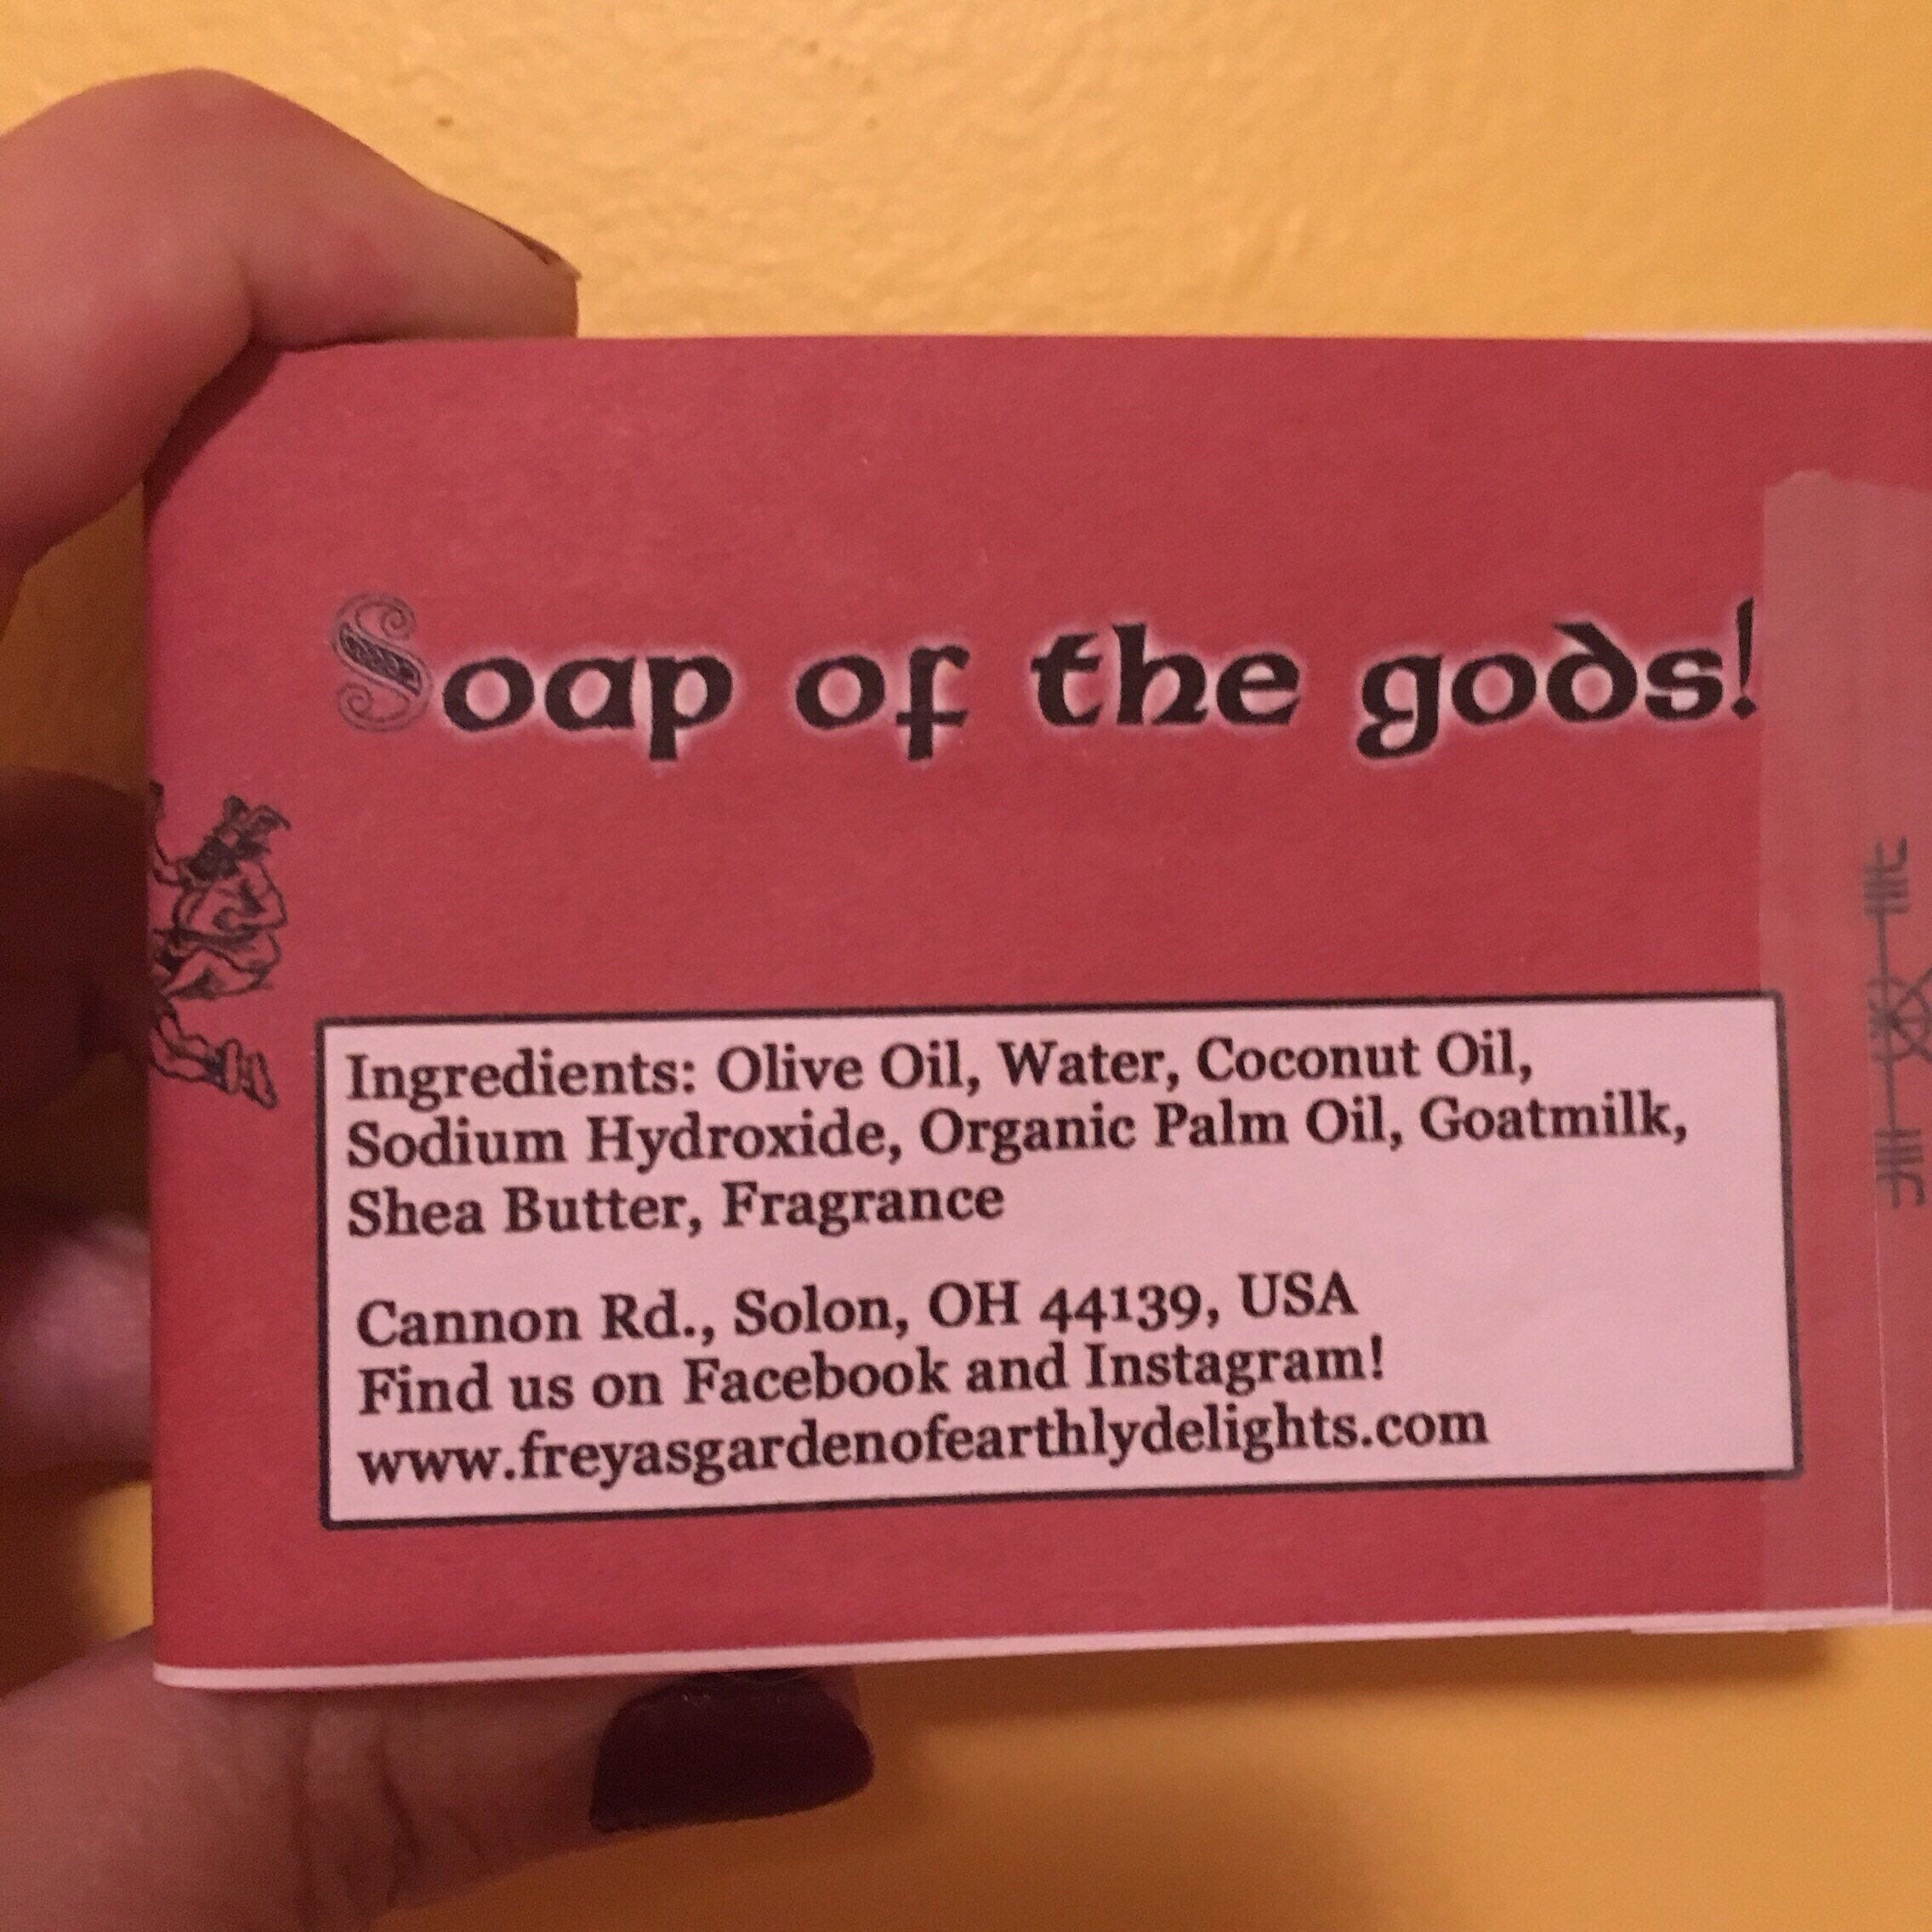 Soap of the gods!
Ingredients: Olive Oil, Water, Coconut Oil,
Sodium Hydroxide, Organic Palm Oil, Goatmilk,
Shea Butter, Fragrance
Cannon Rd., Solon, OH 44139, USA
Find us on Facebook and Instagram!
www.freyasgardenofearthlydelights.com